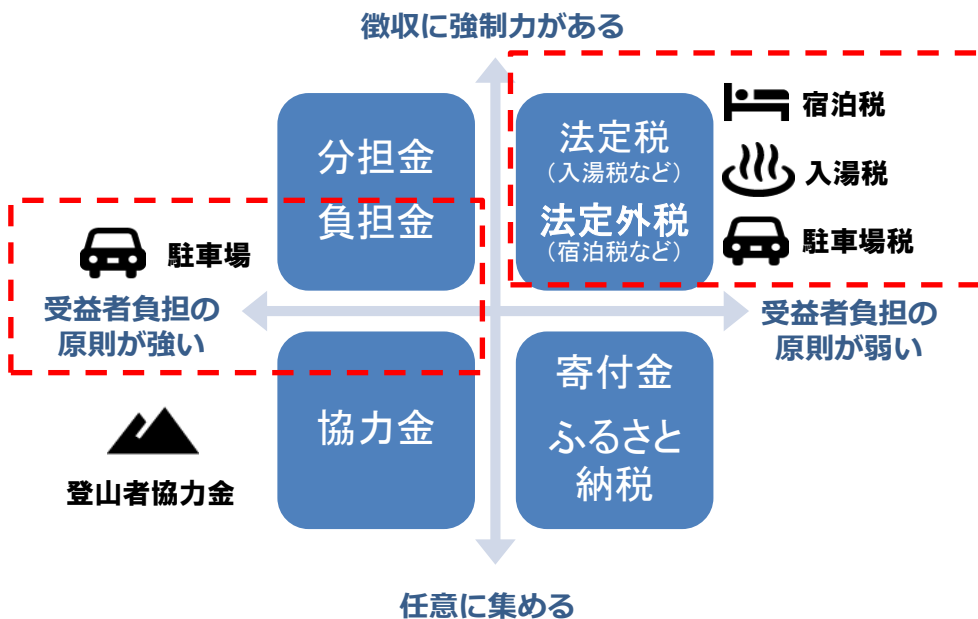 徴収に強制力がある
分担金
負担金
法定税
（入湯税など）
法定外税
（宿泊税など）
宿泊税
入湯税
駐車場税
駐車場
受益者負担の
原則が強い
受益者負担の
原則が弱い
協力金
寄付金
ふるさと
納税
登山者協力金
任意に集める